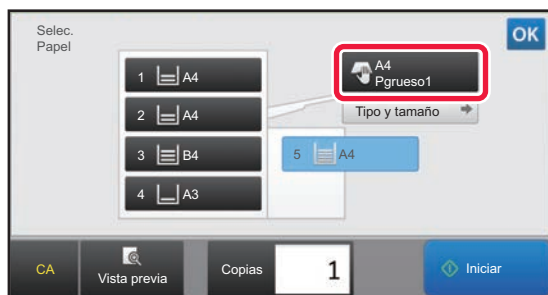 Selec.
Papel
OK
1 A4
A4
Pgrueso1
2 A4
Tipo y tamaño
3 B4
5 A4
4 A3
CA
Vista previa
Copias
1
Iniciar